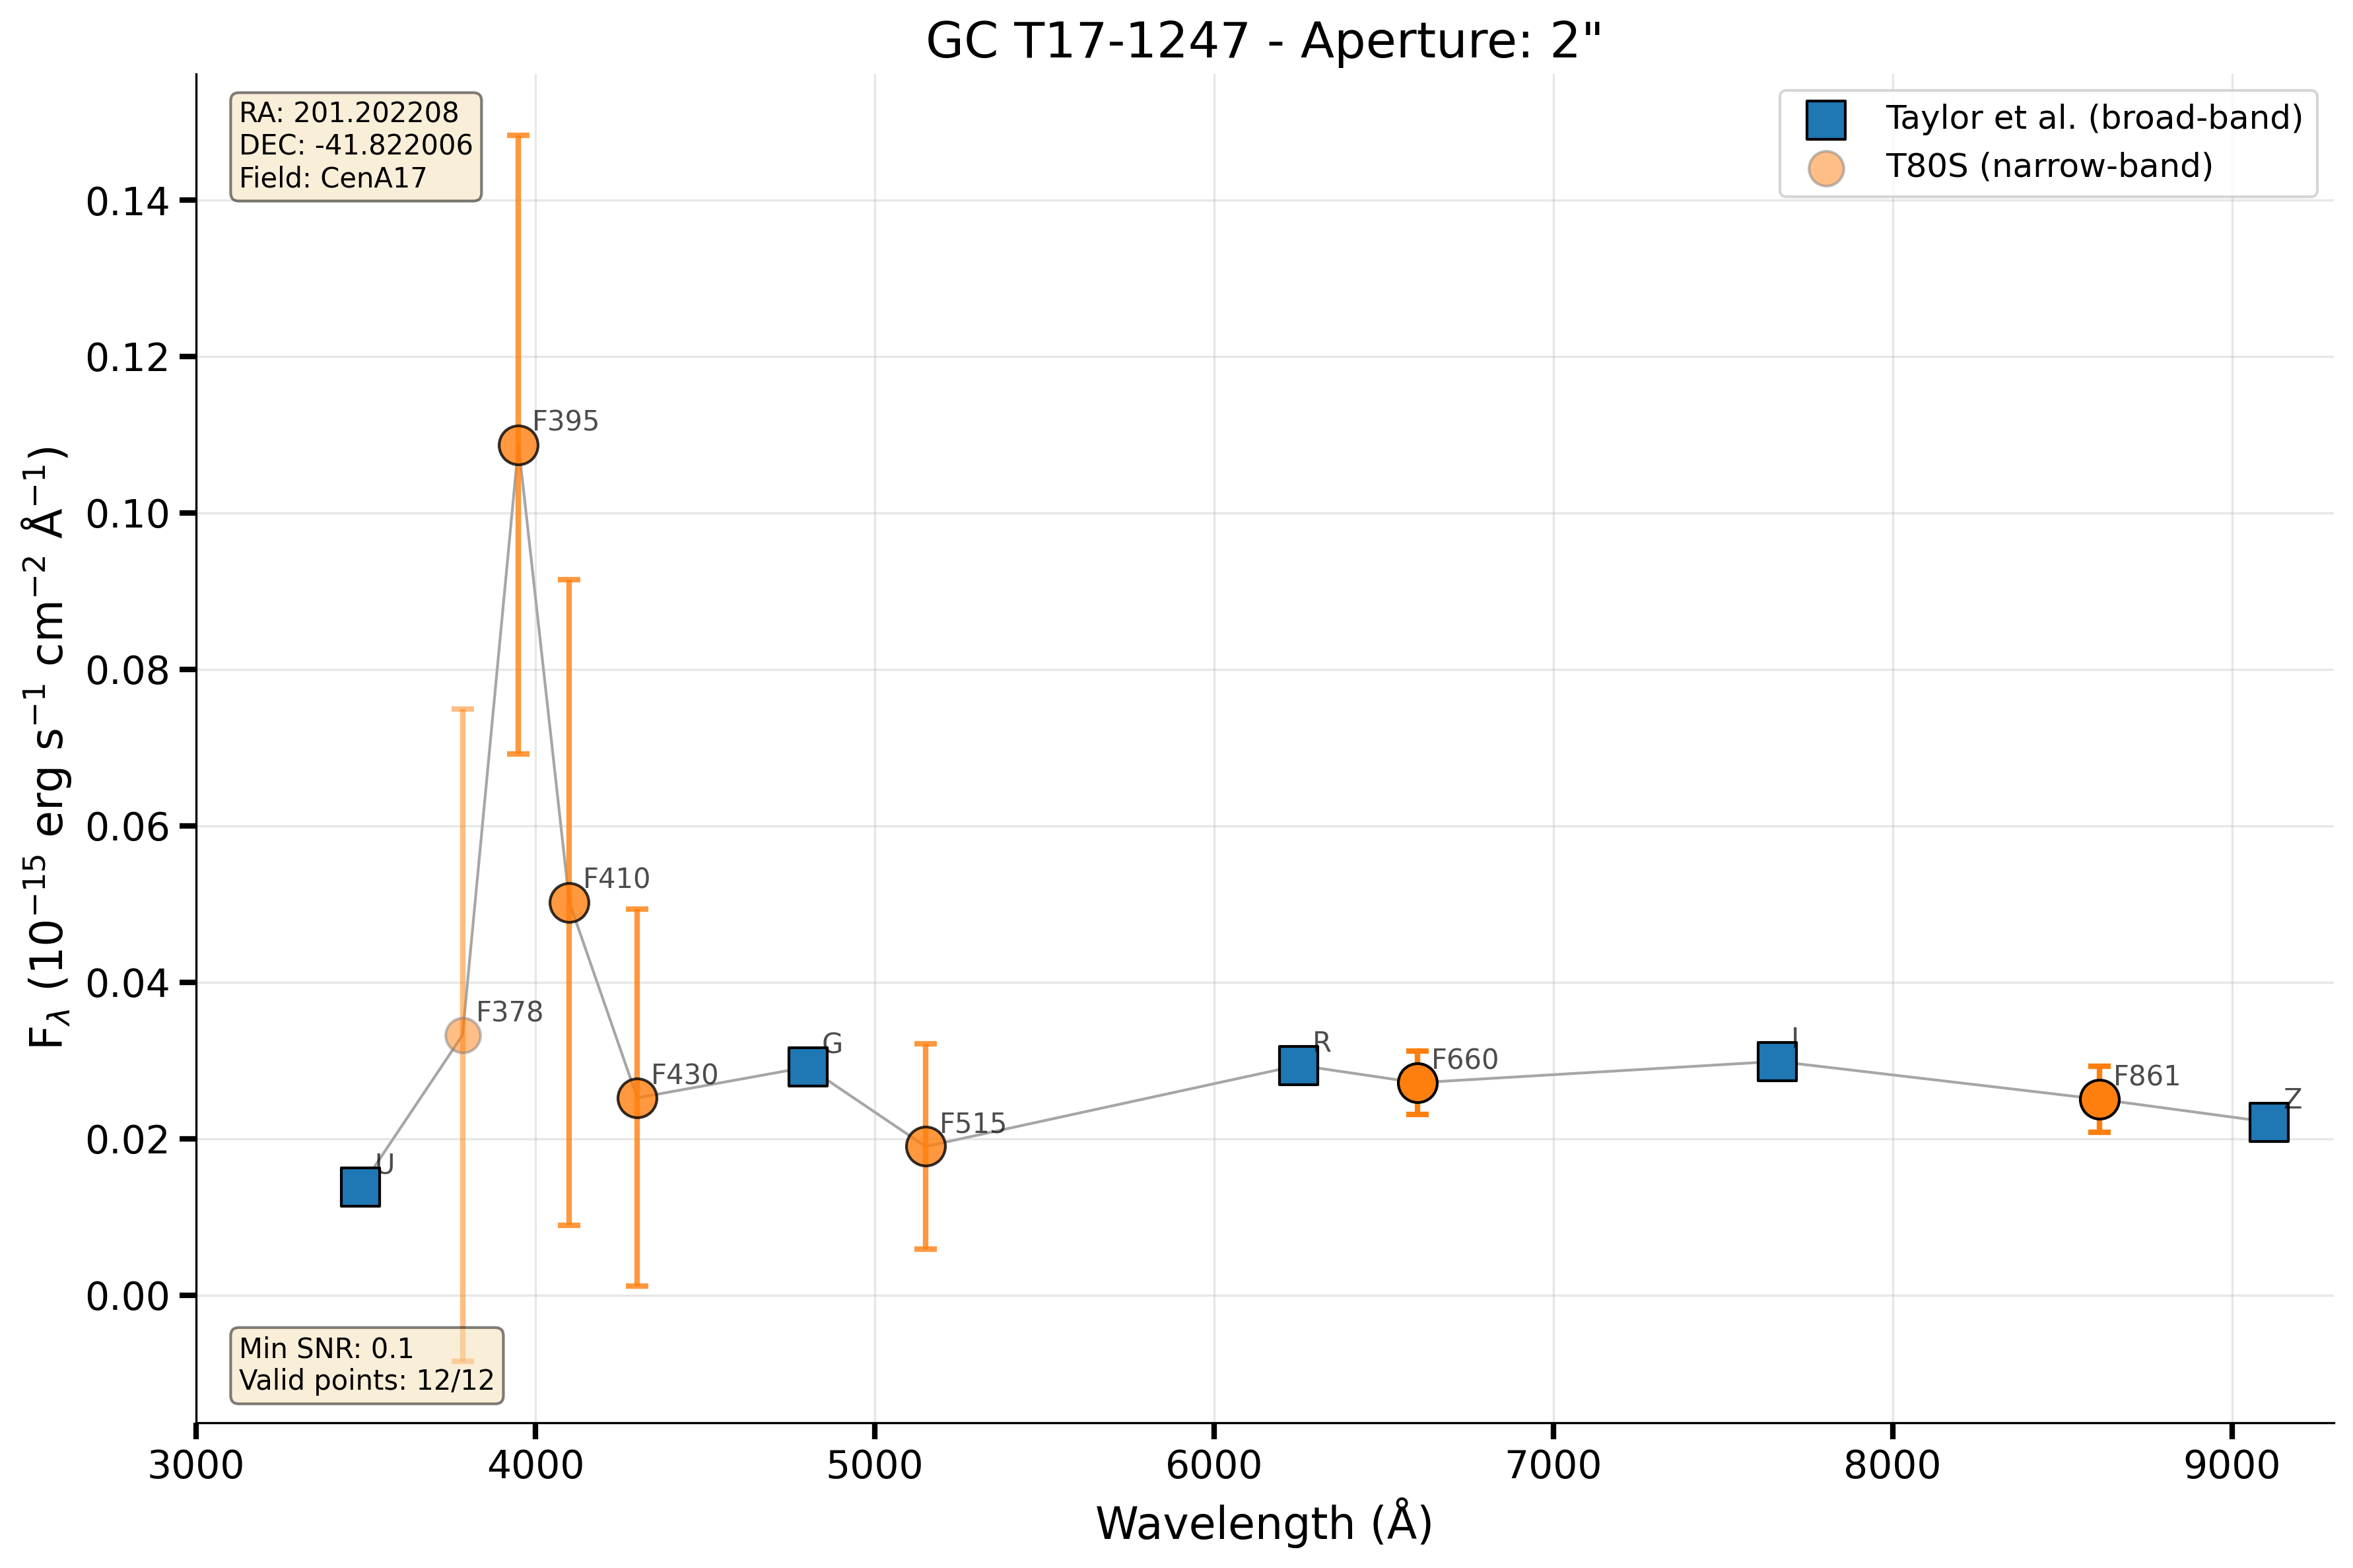 GC T17-1247 - Aperture: 2"
RA: 201.202208
DEC: -41.822006
Field: CenA17
Taylor et al. (broad-band)
T80S (narrow-band)
0.14
0.12
0.10
0.08
0.06
0.04
0.02
0.00
F_λ (10⁻¹⁵ erg s⁻¹ cm⁻² Å⁻¹)
U
F378
F395
F410
F430
G
F515
R
F660
I
F861
Z
Min SNR: 0.1
Valid points: 12/12
3000 4000 5000 6000 7000 8000 9000
Wavelength (Å)